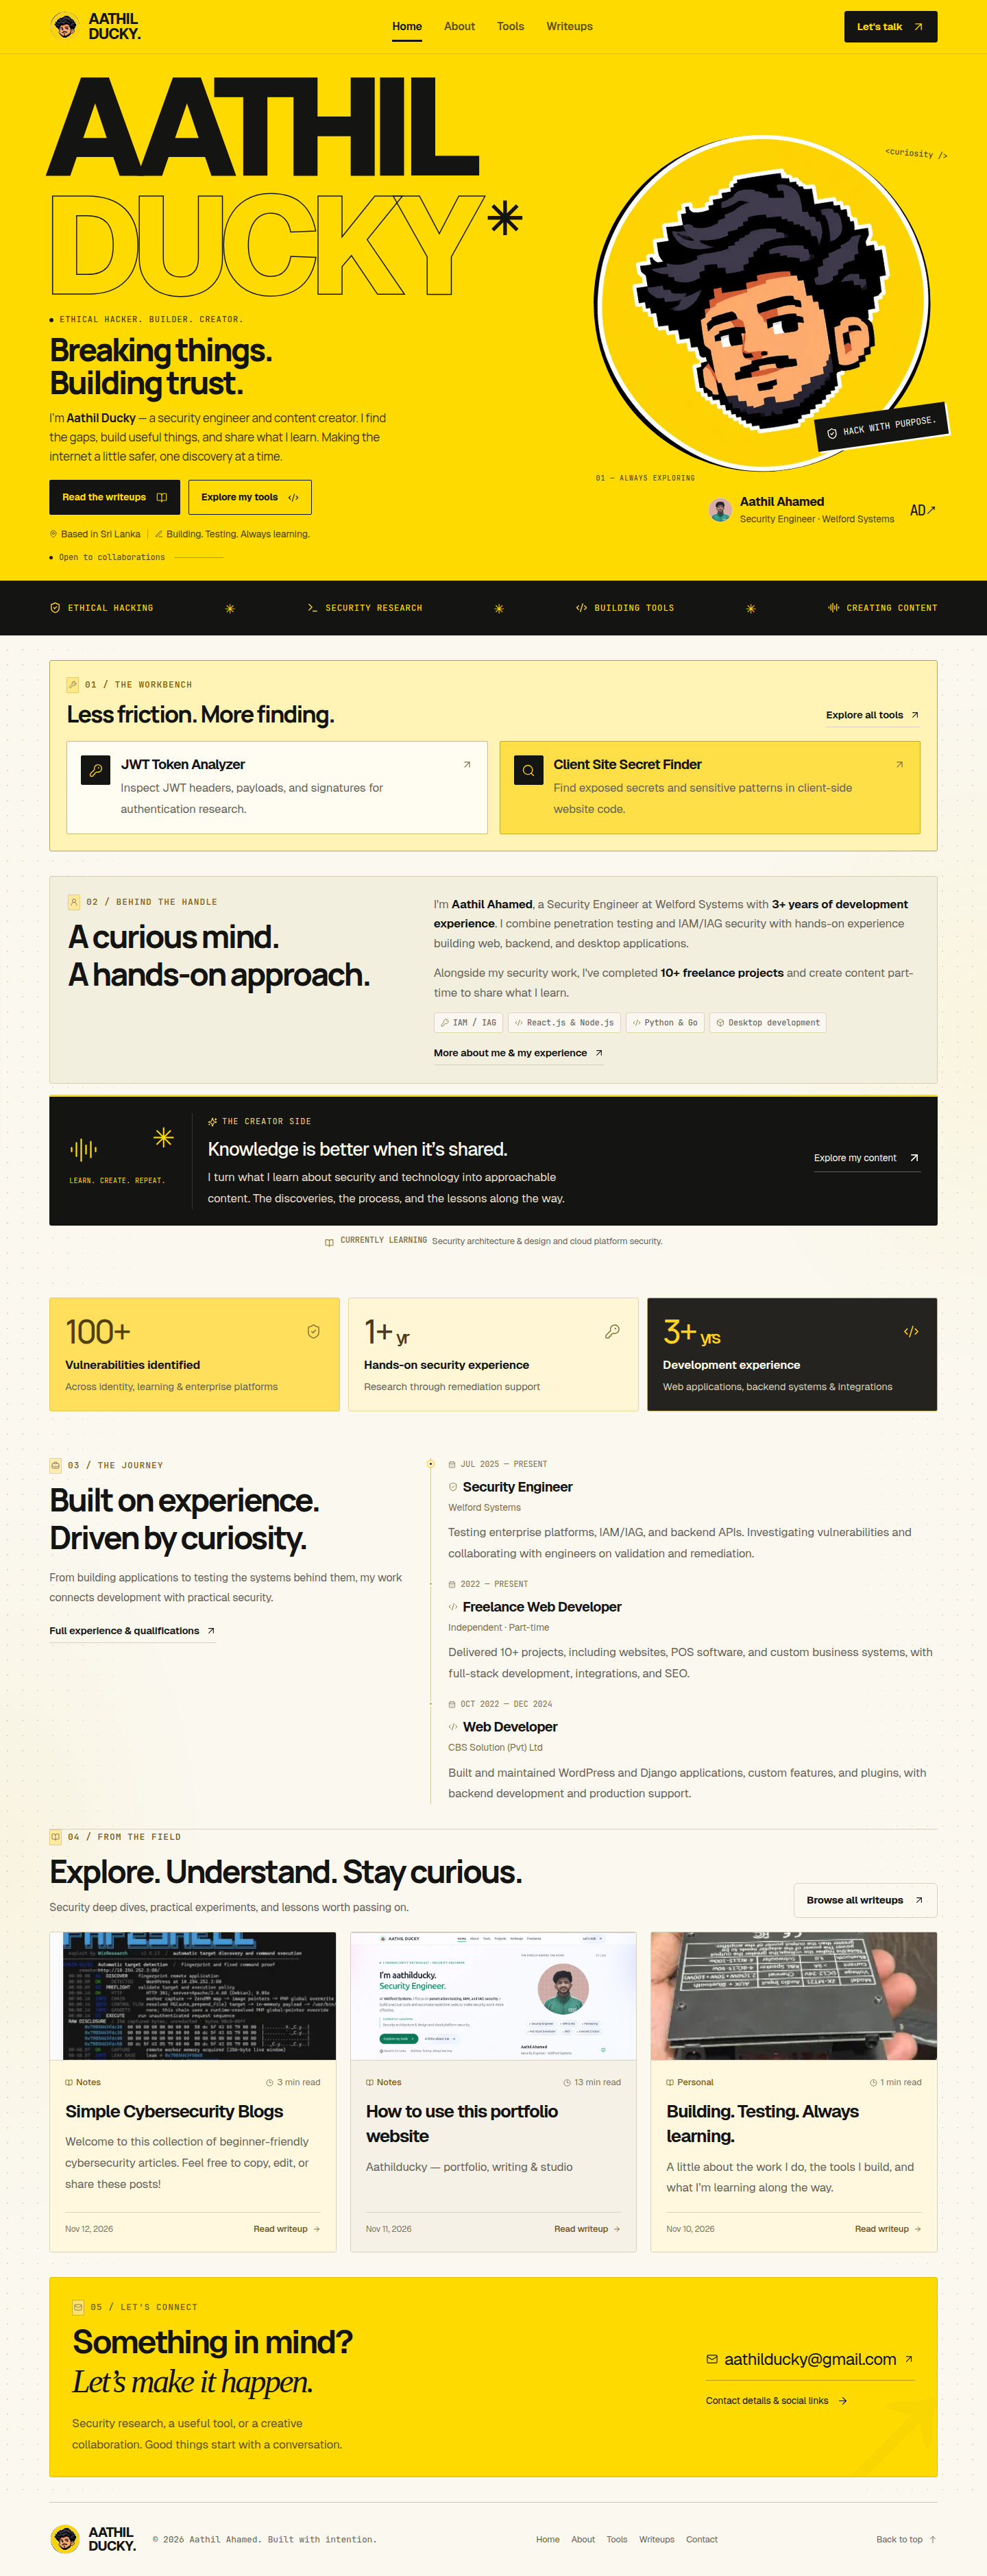 AATHIL
DUCKY.
Home
About
Tools
Writeups
Let's talk
AATHIL
DUCKY
<curiosity />
ETHICAL HACKER. BUILDER. CREATOR.
Breaking things.
Building trust.
I'm Aathil Ducky — a security engineer and content creator. I find
the gaps, build useful things, and share what I learn. Making the
internet a little safer, one discovery at a time.
Read the writeups
Explore my tools
Based in Sri Lanka
Building. Testing. Always learning.
Open to collaborations
HACK WITH PURPOSE.
01 — ALWAYS EXPLORING
Aathil Ahamed
Security Engineer · Welford Systems
AD↗
ETHICAL HACKING
SECURITY RESEARCH
BUILDING TOOLS
CREATING CONTENT
01 / THE WORKBENCH
Less friction. More finding.
Explore all tools
JWT Token Analyzer
Inspect JWT headers, payloads, and signatures for
authentication research.
Client Site Secret Finder
Find exposed secrets and sensitive patterns in client-side
website code.
02 / BEHIND THE HANDLE
A curious mind.
A hands-on approach.
I'm Aathil Ahamed, a Security Engineer at Welford Systems with 3+ years of development
experience. I combine penetration testing and IAM/IAG security with hands-on experience
building web, backend, and desktop applications.
Alongside my security work, I've completed 10+ freelance projects and create content part-
time to share what I learn.
IAM / IAG
React.js & Node.js
Python & Go
Desktop development
More about me & my experience
LEARN. CREATE. REPEAT.
THE CREATOR SIDE
Knowledge is better when it's shared.
I turn what I learn about security and technology into approachable
content. The discoveries, the process, and the lessons along the way.
Explore my content
CURRENTLY LEARNING Security architecture & design and cloud platform security.
100+
Vulnerabilities identified
Across identity, learning & enterprise platforms
1+ yr
Hands-on security experience
Research through remediation support
3+ yrs
Development experience
Web applications, backend systems & integrations
03 / THE JOURNEY
Built on experience.
Driven by curiosity.
From building applications to testing the systems behind them, my work
connects development with practical security.
Full experience & qualifications
JUL 2025 — PRESENT
Security Engineer
Welford Systems
Testing enterprise platforms, IAM/IAG, and backend APIs. Investigating vulnerabilities and
collaborating with engineers on validation and remediation.
2022 — PRESENT
Freelance Web Developer
Independent · Part-time
Delivered 10+ projects, including websites, POS software, and custom business systems, with
full-stack development, integrations, and SEO.
OCT 2022 — DEC 2024
Web Developer
CBS Solution (Pvt) Ltd
Built and maintained WordPress and Django applications, custom features, and plugins, with
backend development and production support.
04 / FROM THE FIELD
Explore. Understand. Stay curious.
Security deep dives, practical experiments, and lessons worth passing on.
Browse all writeups
AATHIL DUCKY
I'm aathilducky.
Security Engineer.
Notes
3 min read
Simple Cybersecurity Blogs
Welcome to this collection of beginner-friendly
cybersecurity articles. Feel free to copy, edit, or
share these posts!
Nov 12, 2026
Read writeup
Notes
13 min read
How to use this portfolio
website
Aathilducky — portfolio, writing & studio
Nov 11, 2026
Read writeup
Personal
1 min read
Building. Testing. Always
learning.
A little about the work I do, the tools I build, and
what I'm learning along the way.
Nov 10, 2026
Read writeup
05 / LET'S CONNECT
Something in mind?
Let's make it happen.
Security research, a useful tool, or a creative
collaboration. Good things start with a conversation.
aathilducky@gmail.com
Contact details & social links
AATHIL
DUCKY.
© 2026 Aathil Ahamed. Built with intention.
Home
About
Tools
Writeups
Contact
Back to top